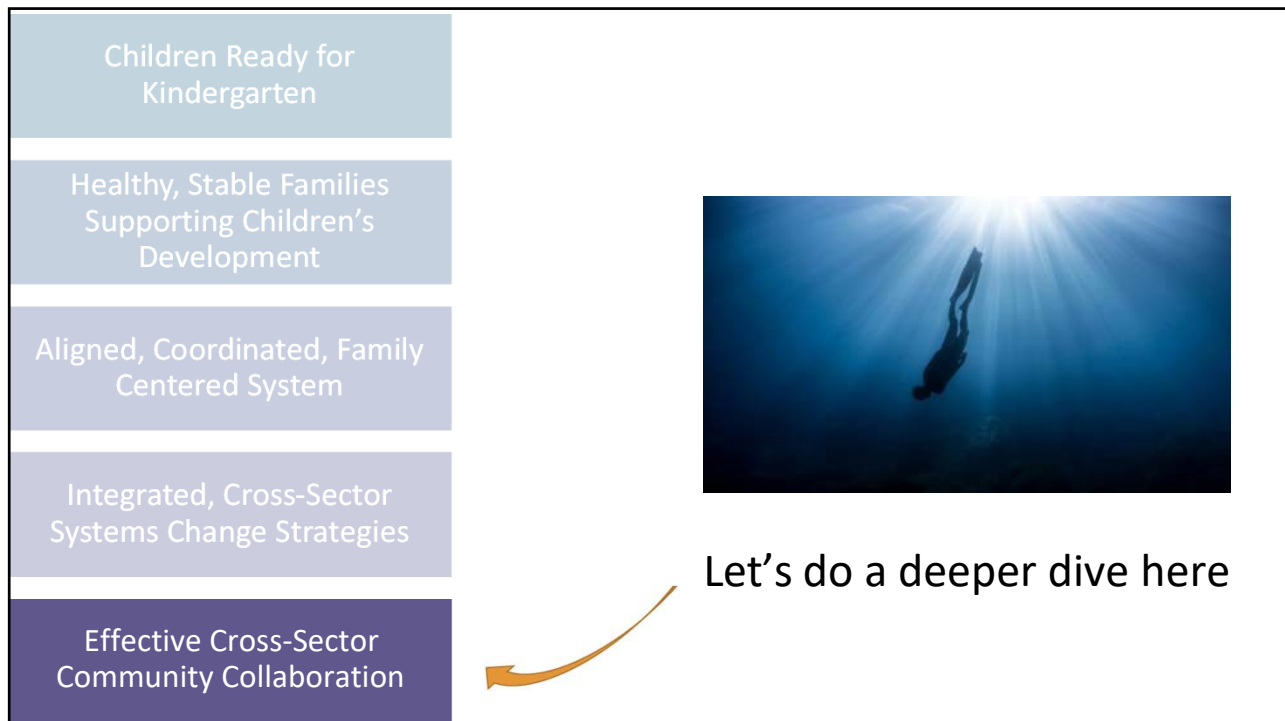 Children Ready for
Kindergarten
Healthy, Stable Families
Supporting Children’s
Development
Aligned, Coordinated, Family
Centered System
Integrated, Cross-Sector
Systems Change Strategies
Effective Cross-Sector
Community Collaboration
Let’s do a deeper dive here